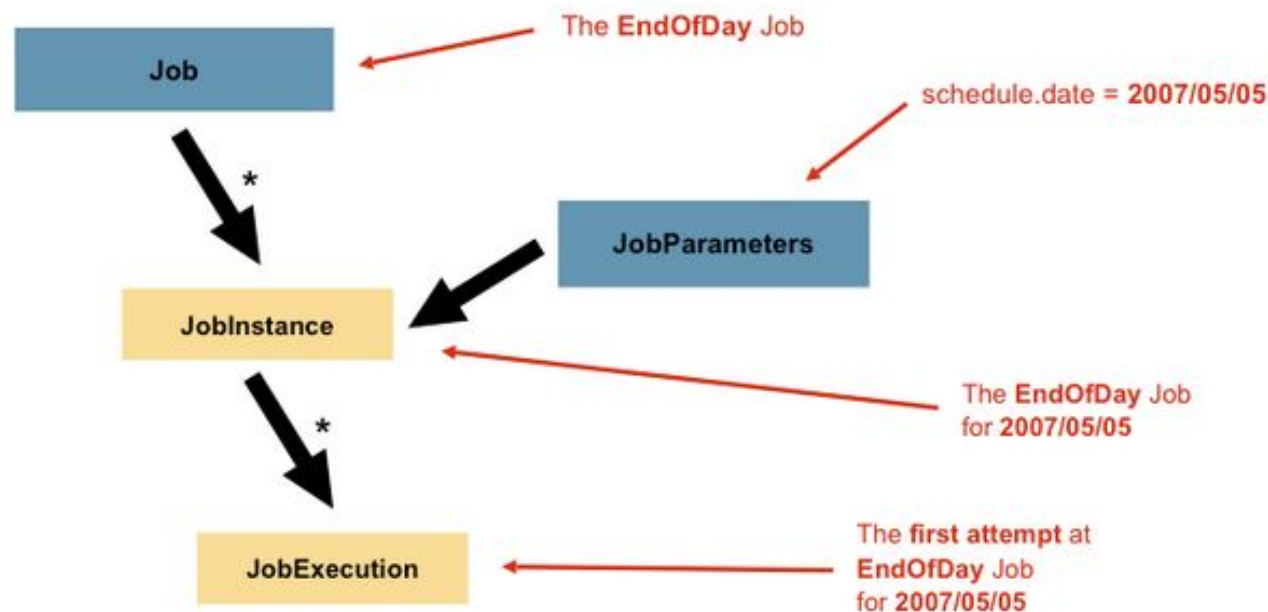 The EndOfDay Job
Job
schedule.date = 2007/05/05
*
JobParameters
JobInstance
The EndOfDay Job
for 2007/05/05
*
The first attempt at
EndOfDay Job
for 2007/05/05
JobExecution